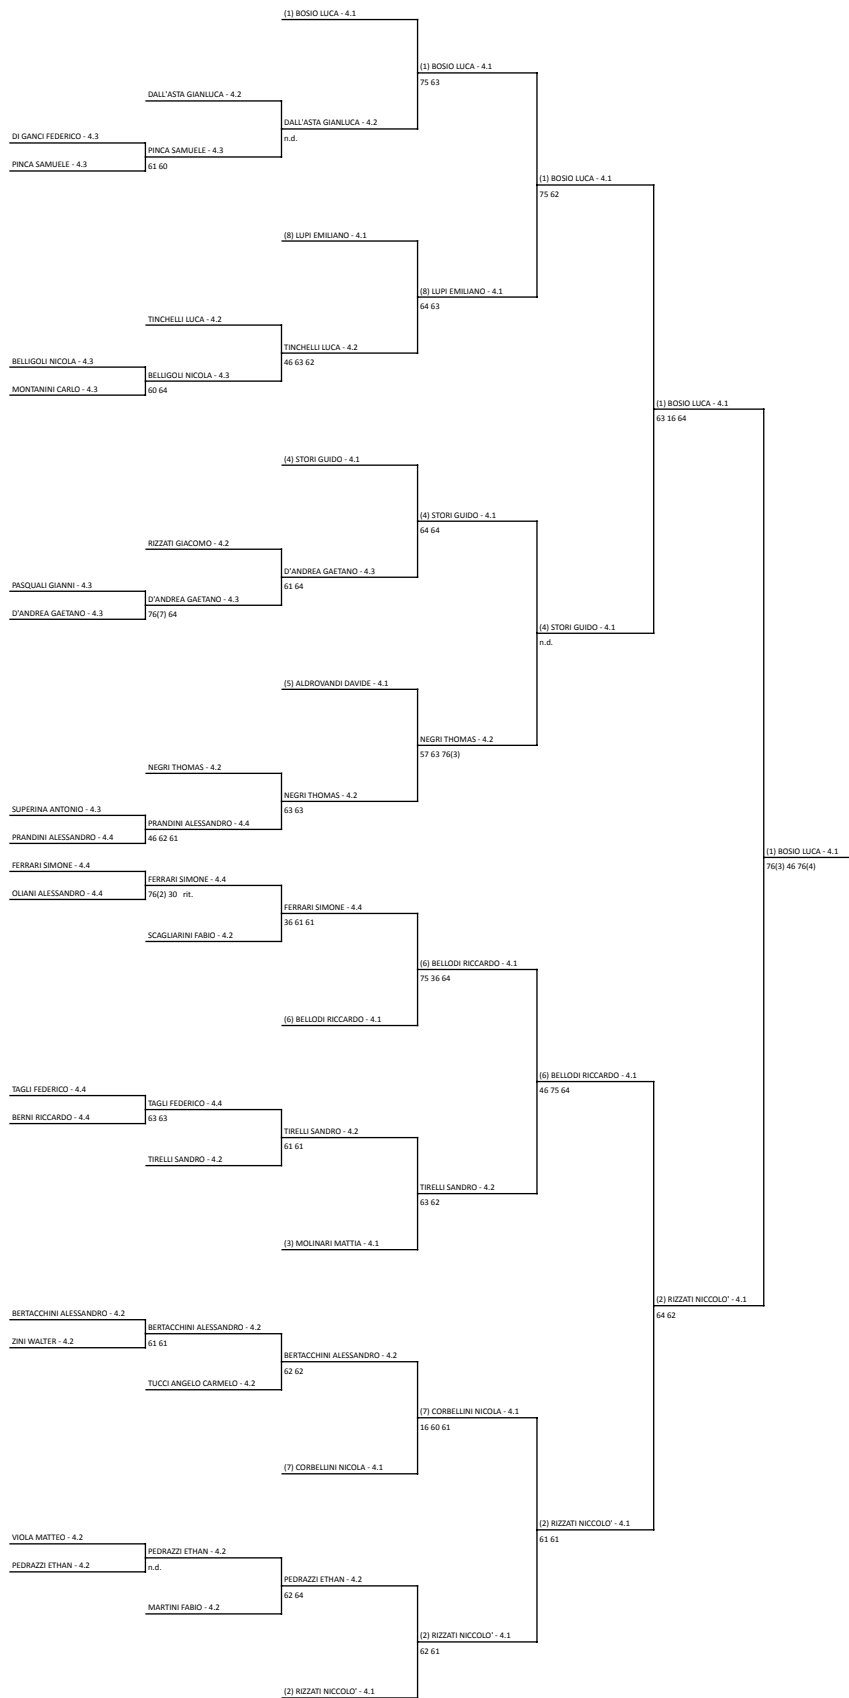 (1) BOSIO LUCA - 4.1
(1) BOSIO LUCA - 4.1
75 63
DALL'ASTA GIANLUCA - 4.2
DALL'ASTA GIANLUCA - 4.2
n.d.
DI GANCI FEDERICO - 4.3
PINCA SAMUELE - 4.3
61 60
PINCA SAMUELE - 4.3
(1) BOSIO LUCA - 4.1
75 62
(8) LUPI EMILIANO - 4.1
(8) LUPI EMILIANO - 4.1
64 63
TINCHELLI LUCA - 4.2
TINCHELLI LUCA - 4.2
46 63 62
BELLIGOLI NICOLA - 4.3
BELLIGOLI NICOLA - 4.3
60 64
MONTANINI CARLO - 4.3
(1) BOSIO LUCA - 4.1
63 16 64
(4) STORI GUIDO - 4.1
(4) STORI GUIDO - 4.1
64 64
RIZZATI GIACOMO - 4.2
D'ANDREA GAETANO - 4.3
61 64
PASQUALI GIANNI - 4.3
D'ANDREA GAETANO - 4.3
76(7) 64
D'ANDREA GAETANO - 4.3
(4) STORI GUIDO - 4.1
n.d.
(5) ALDROVANDI DAVIDE - 4.1
NEGRI THOMAS - 4.2
57 63 76(3)
NEGRI THOMAS - 4.2
NEGRI THOMAS - 4.2
63 63
SUPERINA ANTONIO - 4.3
PRANDINI ALESSANDRO - 4.4
46 62 61
PRANDINI ALESSANDRO - 4.4
(1) BOSIO LUCA - 4.1
76(3) 46 76(4)
FERRARI SIMONE - 4.4
FERRARI SIMONE - 4.4
76(2) 30 rit.
OLIANI ALESSANDRO - 4.4
FERRARI SIMONE - 4.4
36 61 61
SCAGLIARINI FABIO - 4.2
(6) BELLODI RICCARDO - 4.1
75 36 64
(6) BELLODI RICCARDO - 4.1
(6) BELLODI RICCARDO - 4.1
46 75 64
TAGLI FEDERICO - 4.4
TAGLI FEDERICO - 4.4
63 63
BERNI RICCARDO - 4.4
TIRELLI SANDRO - 4.2
61 61
TIRELLI SANDRO - 4.2
TIRELLI SANDRO - 4.2
63 62
(3) MOLINARI MATTIA - 4.1
(2) RIZZATI NICCOLO' - 4.1
64 62
BERTACCHINI ALESSANDRO - 4.2
BERTACCHINI ALESSANDRO - 4.2
61 61
ZINI WALTER - 4.2
BERTACCHINI ALESSANDRO - 4.2
62 62
TUCCI ANGELO CARMELO - 4.2
(7) CORBELLINI NICOLA - 4.1
16 60 61
(7) CORBELLINI NICOLA - 4.1
(2) RIZZATI NICCOLO' - 4.1
61 61
VIOLA MATTEO - 4.2
PEDRAZZI ETHAN - 4.2
n.d.
PEDRAZZI ETHAN - 4.2
PEDRAZZI ETHAN - 4.2
62 64
MARTINI FABIO - 4.2
(2) RIZZATI NICCOLO' - 4.1
62 61
(2) RIZZATI NICCOLO' - 4.1